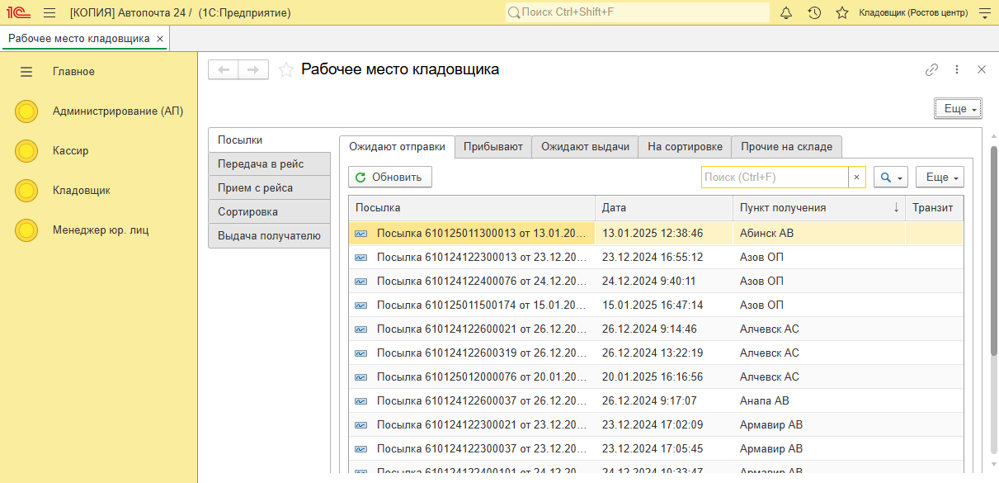 1С [КОПИЯ] Автопочта 24 / (1С:Предприятие) Поиск Ctrl+Shift+F Кладовщик (Ростов центр)
Рабочее место кладовщика ×
Главное
Администрирование (АП)
Кассир
Кладовщик
Менеджер юр. лиц
Рабочее место кладовщика
Еще
Посылки
Передача в рейс
Прием с рейса
Сортировка
Выдача получателю
Ожидают отправки Прибывают Ожидают выдачи На сортировке Прочие на складе
Обновить Поиск (Ctrl+F) × Еще
Посылка Дата Пункт получения ↓ Транзит
Посылка 610125011300013 от 13.01.20... 13.01.2025 12:38:46 Абинск АВ
Посылка 610124122300013 от 23.12.20... 23.12.2024 16:55:12 Азов ОП
Посылка 610124122400076 от 24.12.20... 24.12.2024 9:40:11 Азов ОП
Посылка 610125011500174 от 15.01.20... 15.01.2025 16:47:14 Азов ОП
Посылка 610124122600021 от 26.12.20... 26.12.2024 9:14:46 Алчевск АС
Посылка 610124122600319 от 26.12.20... 26.12.2024 13:22:19 Алчевск АС
Посылка 610125012000076 от 20.01.20... 20.01.2025 16:16:56 Алчевск АС
Посылка 610124122600037 от 26.12.20... 26.12.2024 9:17:07 Анапа АВ
Посылка 610124122300021 от 23.12.20... 23.12.2024 17:02:09 Армавир АВ
Посылка 610124122300037 от 23.12.20... 23.12.2024 17:05:45 Армавир АВ
Посылка 610124122400101 от 24.12.20... 24.12.2024 10:33:47 Армавир АВ